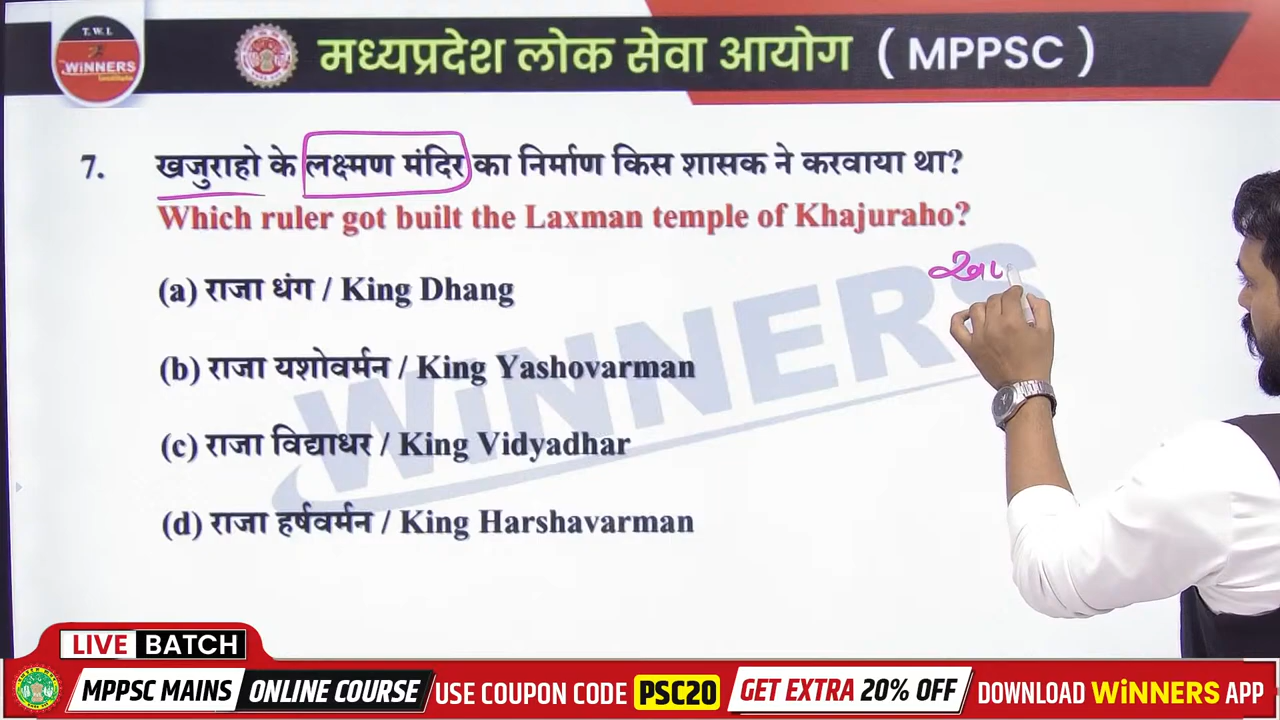 T. W. I.
WiNNERS
Institute
मध्यप्रदेश लोक सेवा आयोग ( MPPSC )
7. खजुराहो के लक्ष्मण मंदिर का निर्माण किस शासक ने करवाया था?
Which ruler got built the Laxman temple of Khajuraho?
(a) राजा धंग / King Dhang
(b) राजा यशोवर्मन / King Yashovarman
(c) राजा विद्याधर / King Vidyadhar
(d) राजा हर्षवर्मन / King Harshavarman
WiNNERS
LIVE BATCH
MPPSC MAINS ONLINE COURSE USE COUPON CODE PSC20 GET EXTRA 20% OFF DOWNLOAD WiNNERS APP